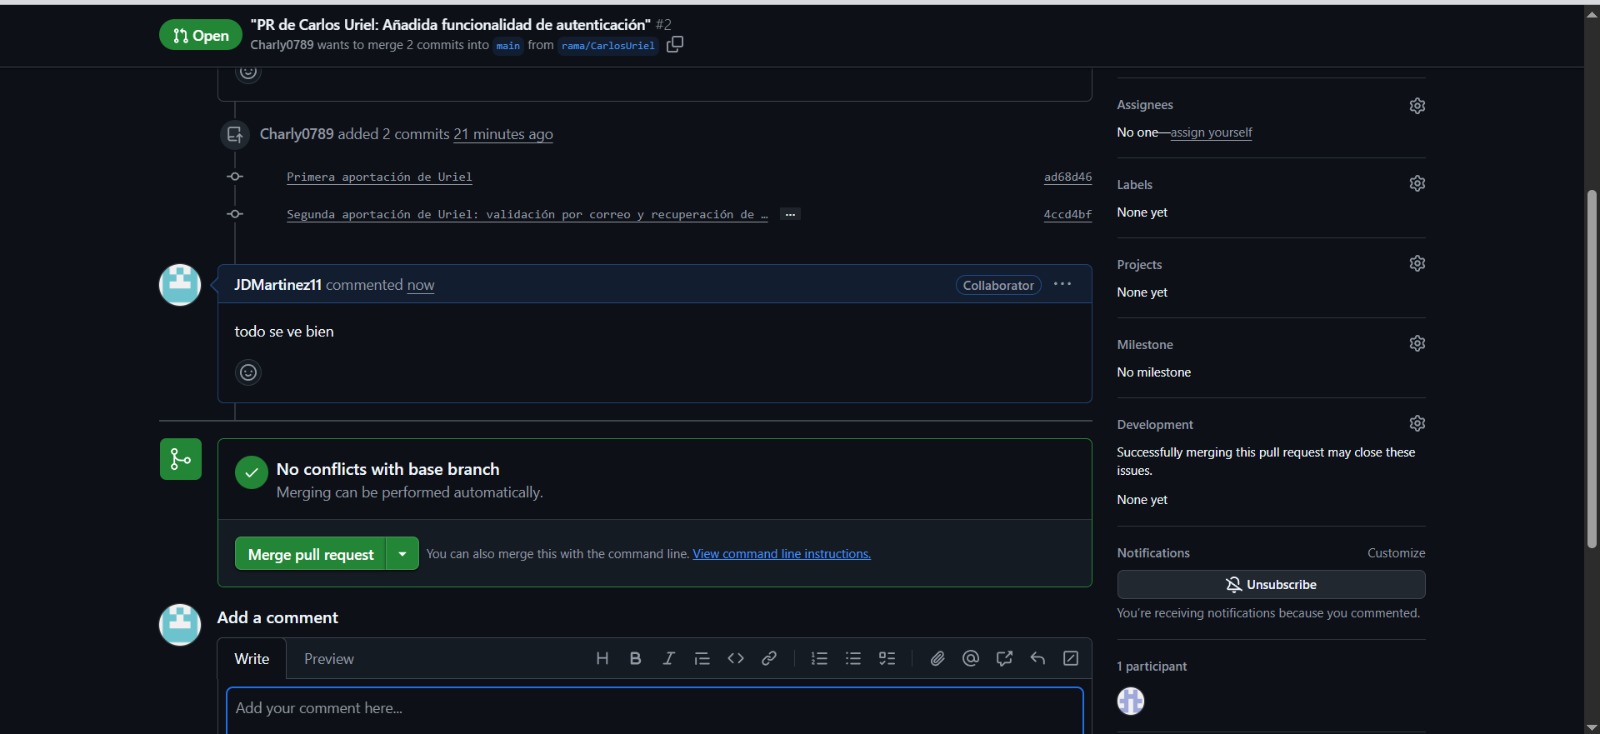 Open
"PR de Carlos Uriel: Añadida funcionalidad de autenticación" #2
Charly0789 wants to merge 2 commits into main from rama/CarlosUriel
Charly0789 added 2 commits 21 minutes ago
Primera aportación de Uriel
ad68d46
Segunda aportación de Uriel: validación por correo y recuperación de …
4ccd4bf
JDMartinez11 commented now
Collaborator
todo se ve bien
No conflicts with base branch
Merging can be performed automatically.
Merge pull request
You can also merge this with the command line. View command line instructions.
Add a comment
Write
Preview
Add your comment here...
Assignees
No one—assign yourself
Labels
None yet
Projects
None yet
Milestone
No milestone
Development
Successfully merging this pull request may close these
issues.
None yet
Notifications
Customize
Unsubscribe
You're receiving notifications because you commented.
1 participant